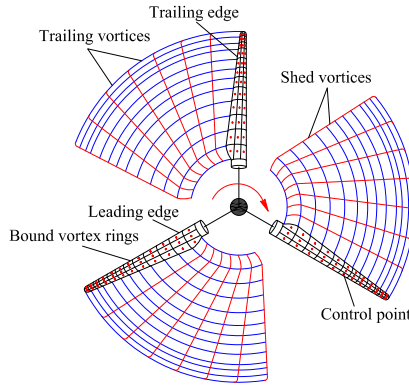 Trailing edge
Trailing vortices
Shed vortices
Leading edge
Bound vortex rings
Control point